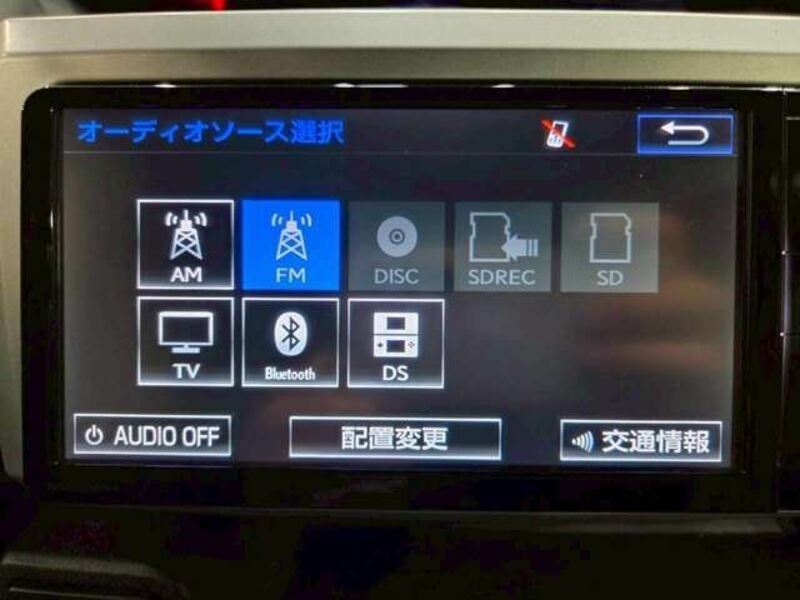 オーディオソース選択
AM
FM
DISC
SDREC
SD
TV
Bluetooth
DS
AUDIO OFF
配置変更
交通情報